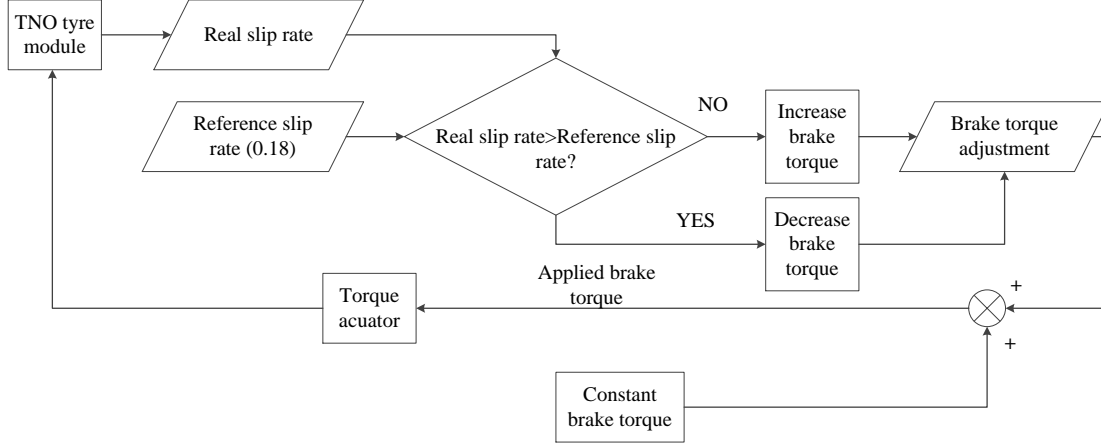 TNO tyre
module
Real slip rate
Reference slip
rate (0.18)
Real slip rate>Reference slip
rate?
NO
Increase
brake
torque
Brake torque
adjustment
YES
Decrease
brake
torque
Applied brake
torque
Torque
acuator
+
+
Constant
brake torque